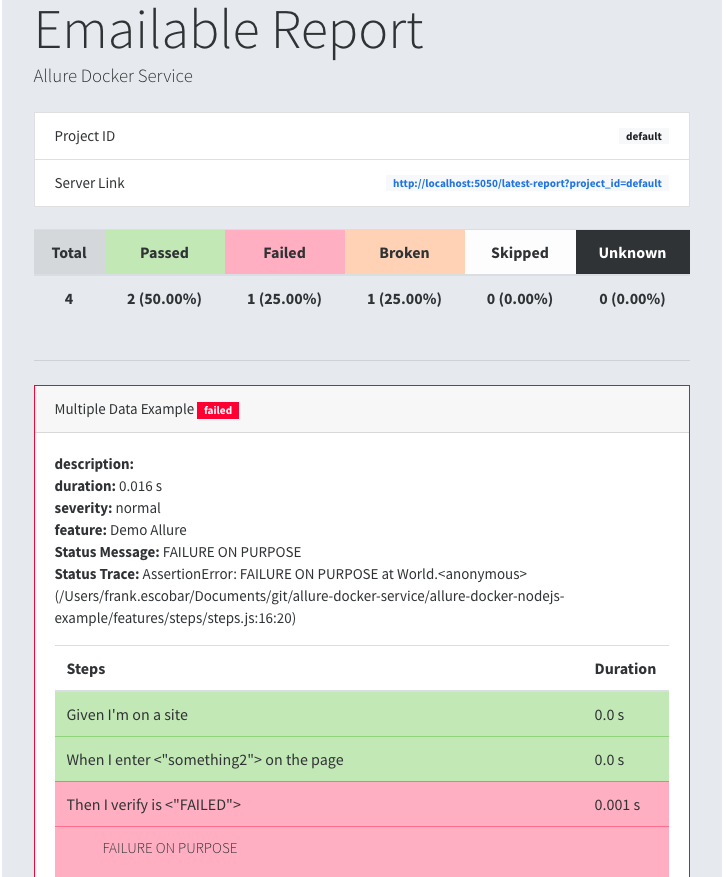 Emailable Report
Allure Docker Service
Project ID default
Server Link http://localhost:5050/latest-report?project_id=default
Total Passed Failed Broken Skipped Unknown
4 2 (50.00%) 1 (25.00%) 1 (25.00%) 0 (0.00%) 0 (0.00%)
Multiple Data Example failed
description:
duration: 0.016 s
severity: normal
feature: Demo Allure
Status Message: FAILURE ON PURPOSE
Status Trace: AssertionError: FAILURE ON PURPOSE at World.<anonymous>
(/Users/frank.escobar/Documents/git/allure-docker-service/allure-docker-nodejs-
example/features/steps/steps.js:16:20)
Steps Duration
Given I'm on a site 0.0 s
When I enter <"something2"> on the page 0.0 s
Then I verify is <"FAILED"> 0.001 s
FAILURE ON PURPOSE